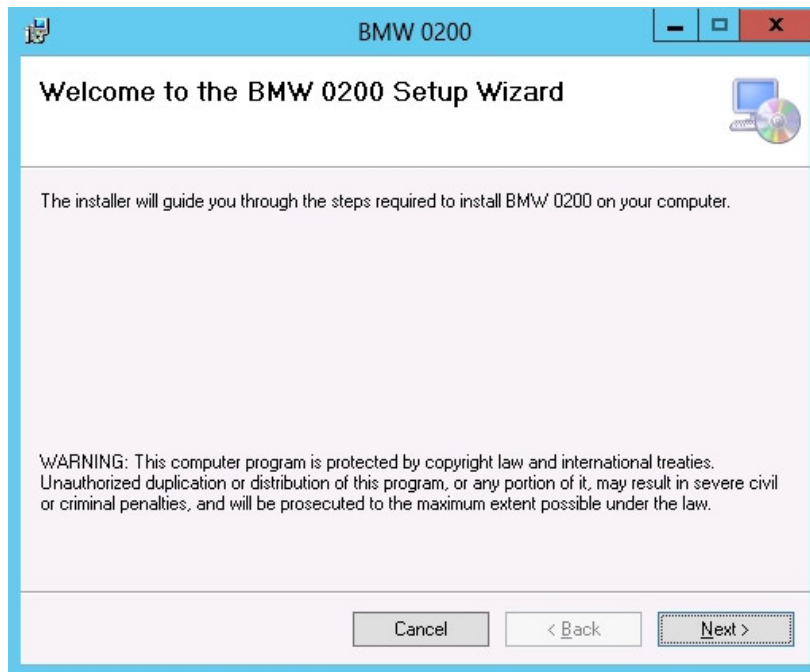 BMW 0200
Welcome to the BMW 0200 Setup Wizard
The installer will guide you through the steps required to install BMW 0200 on your computer.
WARNING: This computer program is protected by copyright law and international treaties.
Unauthorized duplication or distribution of this program, or any portion of it, may result in severe civil
or criminal penalties, and will be prosecuted to the maximum extent possible under the law.
Cancel < Back Next >